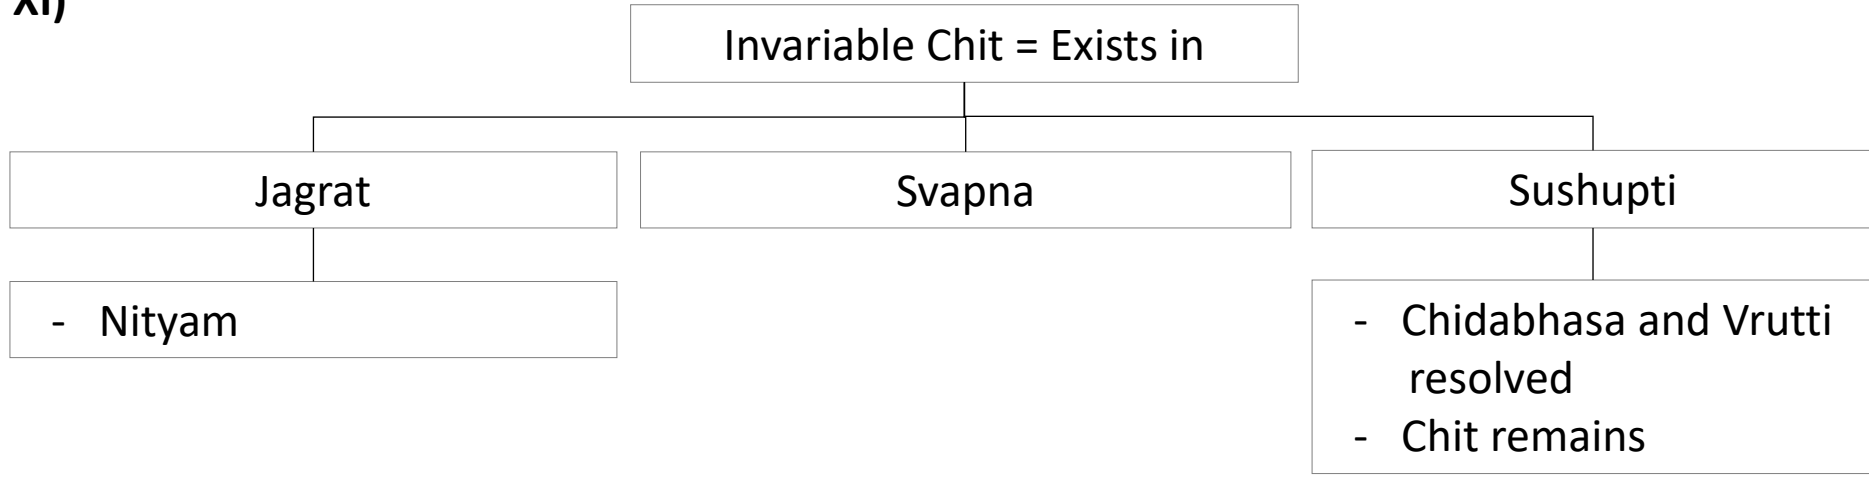 XI)
Invariable Chit = Exists in
Jagrat
Svapna
Sushupti
- Nityam
- Chidabhasa and Vrutti
resolved
- Chit remains